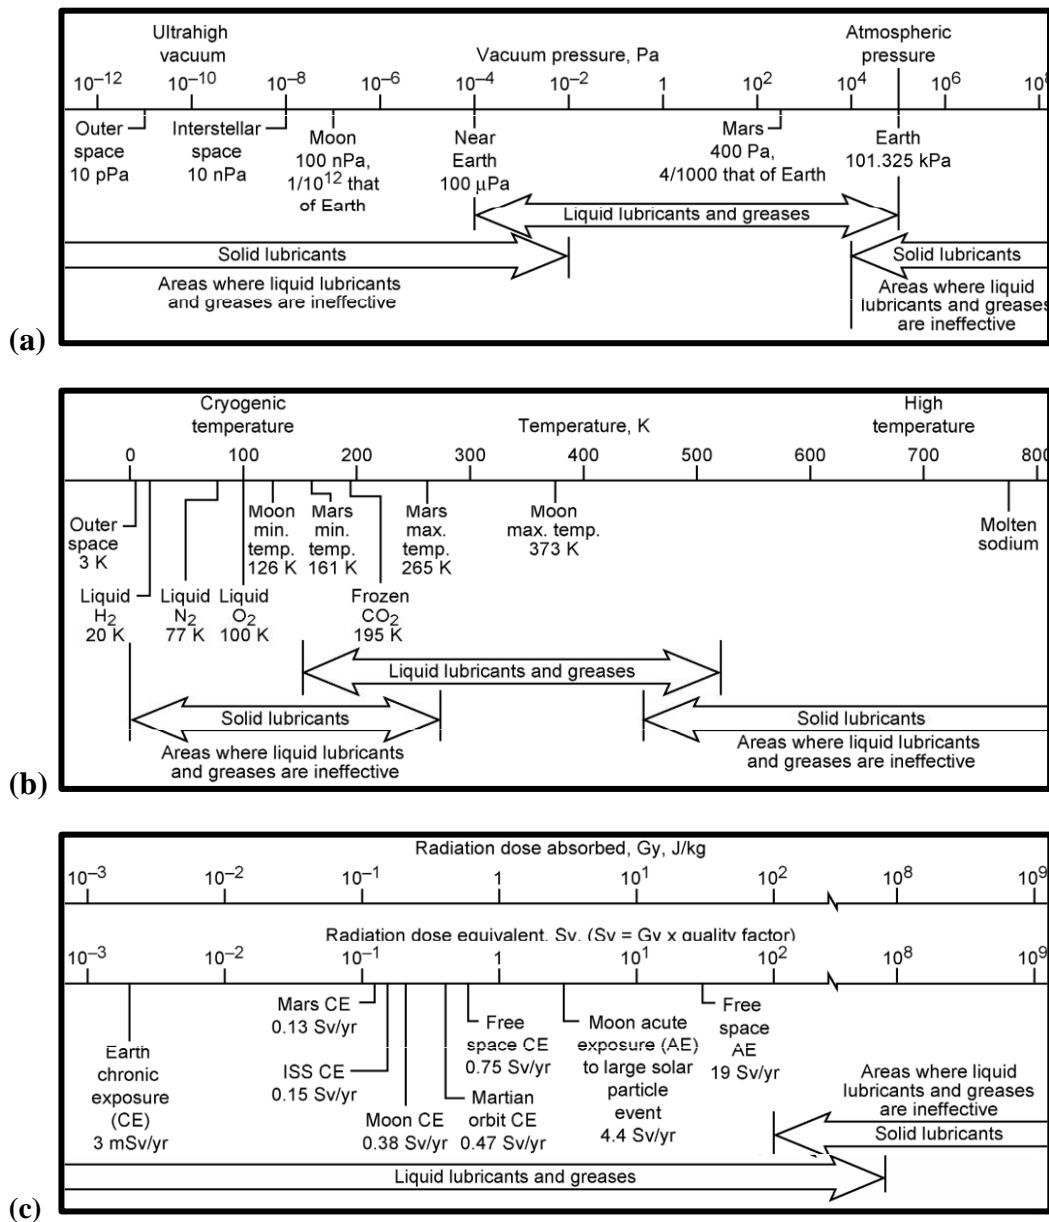 Ultrahigh
vacuum
Vacuum pressure, Pa
Atmospheric
pressure
10⁻¹² 10⁻¹⁰ 10⁻⁸ 10⁻⁶ 10⁻⁴ 10⁻² 1 10² 10⁴ 10⁶ 10⁸
Outer
space
10 pPa
Interstellar
space
10 nPa
Moon
100 nPa,
1/10¹² that
of Earth
Near
Earth
100 μPa
Mars
400 Pa,
4/1000 that of Earth
Earth
101.325 kPa
Liquid lubricants and greases
Solid lubricants
Areas where liquid lubricants
and greases are ineffective
Solid lubricants
Areas where liquid
lubricants and greases
are ineffective
(a)
Cryogenic
temperature
Temperature, K
High
temperature
0 100 200 300 400 500 600 700 800
Outer
space
3 K
Moon
min.
temp.
126 K
Mars
min.
temp.
161 K
Mars
max.
temp.
265 K
Moon
max. temp.
373 K
Molten
sodium
Liquid
H₂
20 K
Liquid
N₂
77 K
Liquid
O₂
100 K
Frozen
CO₂
195 K
Liquid lubricants and greases
Solid lubricants
Areas where liquid lubricants
and greases are ineffective
Solid lubricants
Areas where liquid lubricants
and greases are ineffective
(b)
Radiation dose absorbed, Gy, J/kg
10⁻³ 10⁻² 10⁻¹ 1 10¹ 10² 10⁸ 10⁹
Radiation dose equivalent, Sv, (Sv = Gy x quality factor)
10⁻³ 10⁻² 10⁻¹ 1 10¹ 10² 10⁸ 10⁹
Earth
chronic
exposure
(CE)
3 mSv/yr
Mars CE
0.13 Sv/yr
ISS CE
0.15 Sv/yr
Moon CE
0.38 Sv/yr
Martian
orbit CE
0.47 Sv/yr
Free
space CE
0.75 Sv/yr
Moon acute
exposure (AE)
to large solar
particle
event
4.4 Sv/yr
Free
space
AE
19 Sv/yr
Areas where liquid
lubricants and greases
are ineffective
Solid lubricants
Liquid lubricants and greases
(c)